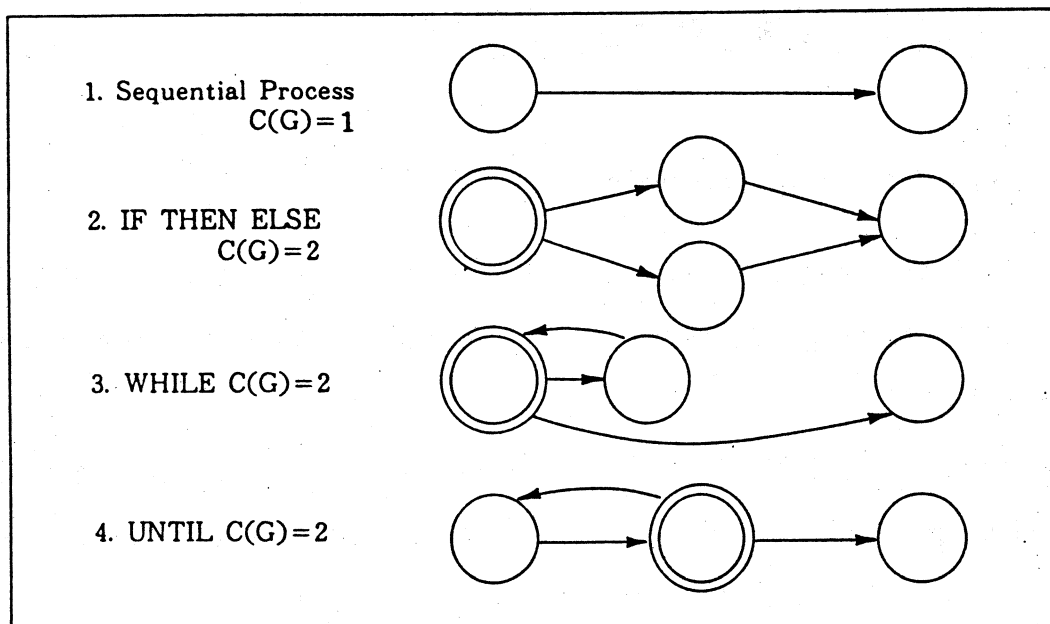 1. Sequential Process
C(G)=1
2. IF THEN ELSE
C(G)=2
3. WHILE C(G)=2
4. UNTIL C(G)=2